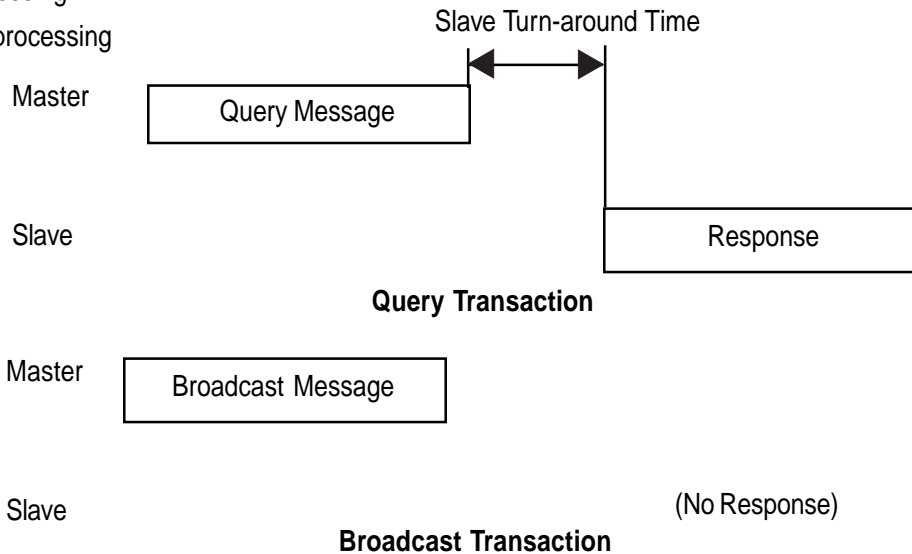 processing
Slave Turn-around Time
Master
Query Message
Slave
Response
Query Transaction
Master
Broadcast Message
Slave
(No Response)
Broadcast Transaction